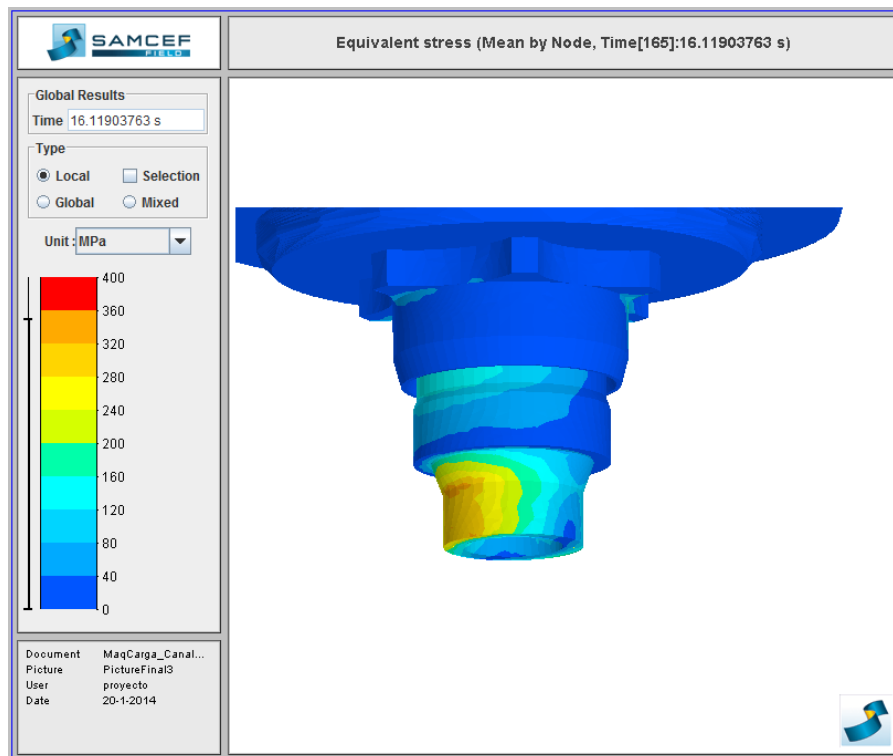 SAMCEF
FIELD
Equivalent stress (Mean by Node, Time[165]:16.11903763 s)
Global Results
Time 16.11903763 s
Type
Local Selection
Global Mixed
Unit : MPa
400
360
320
280
240
200
160
120
80
40
0
Document MaqCarga_Canal...
Picture PictureFinal3
User proyecto
Date 20-1-2014